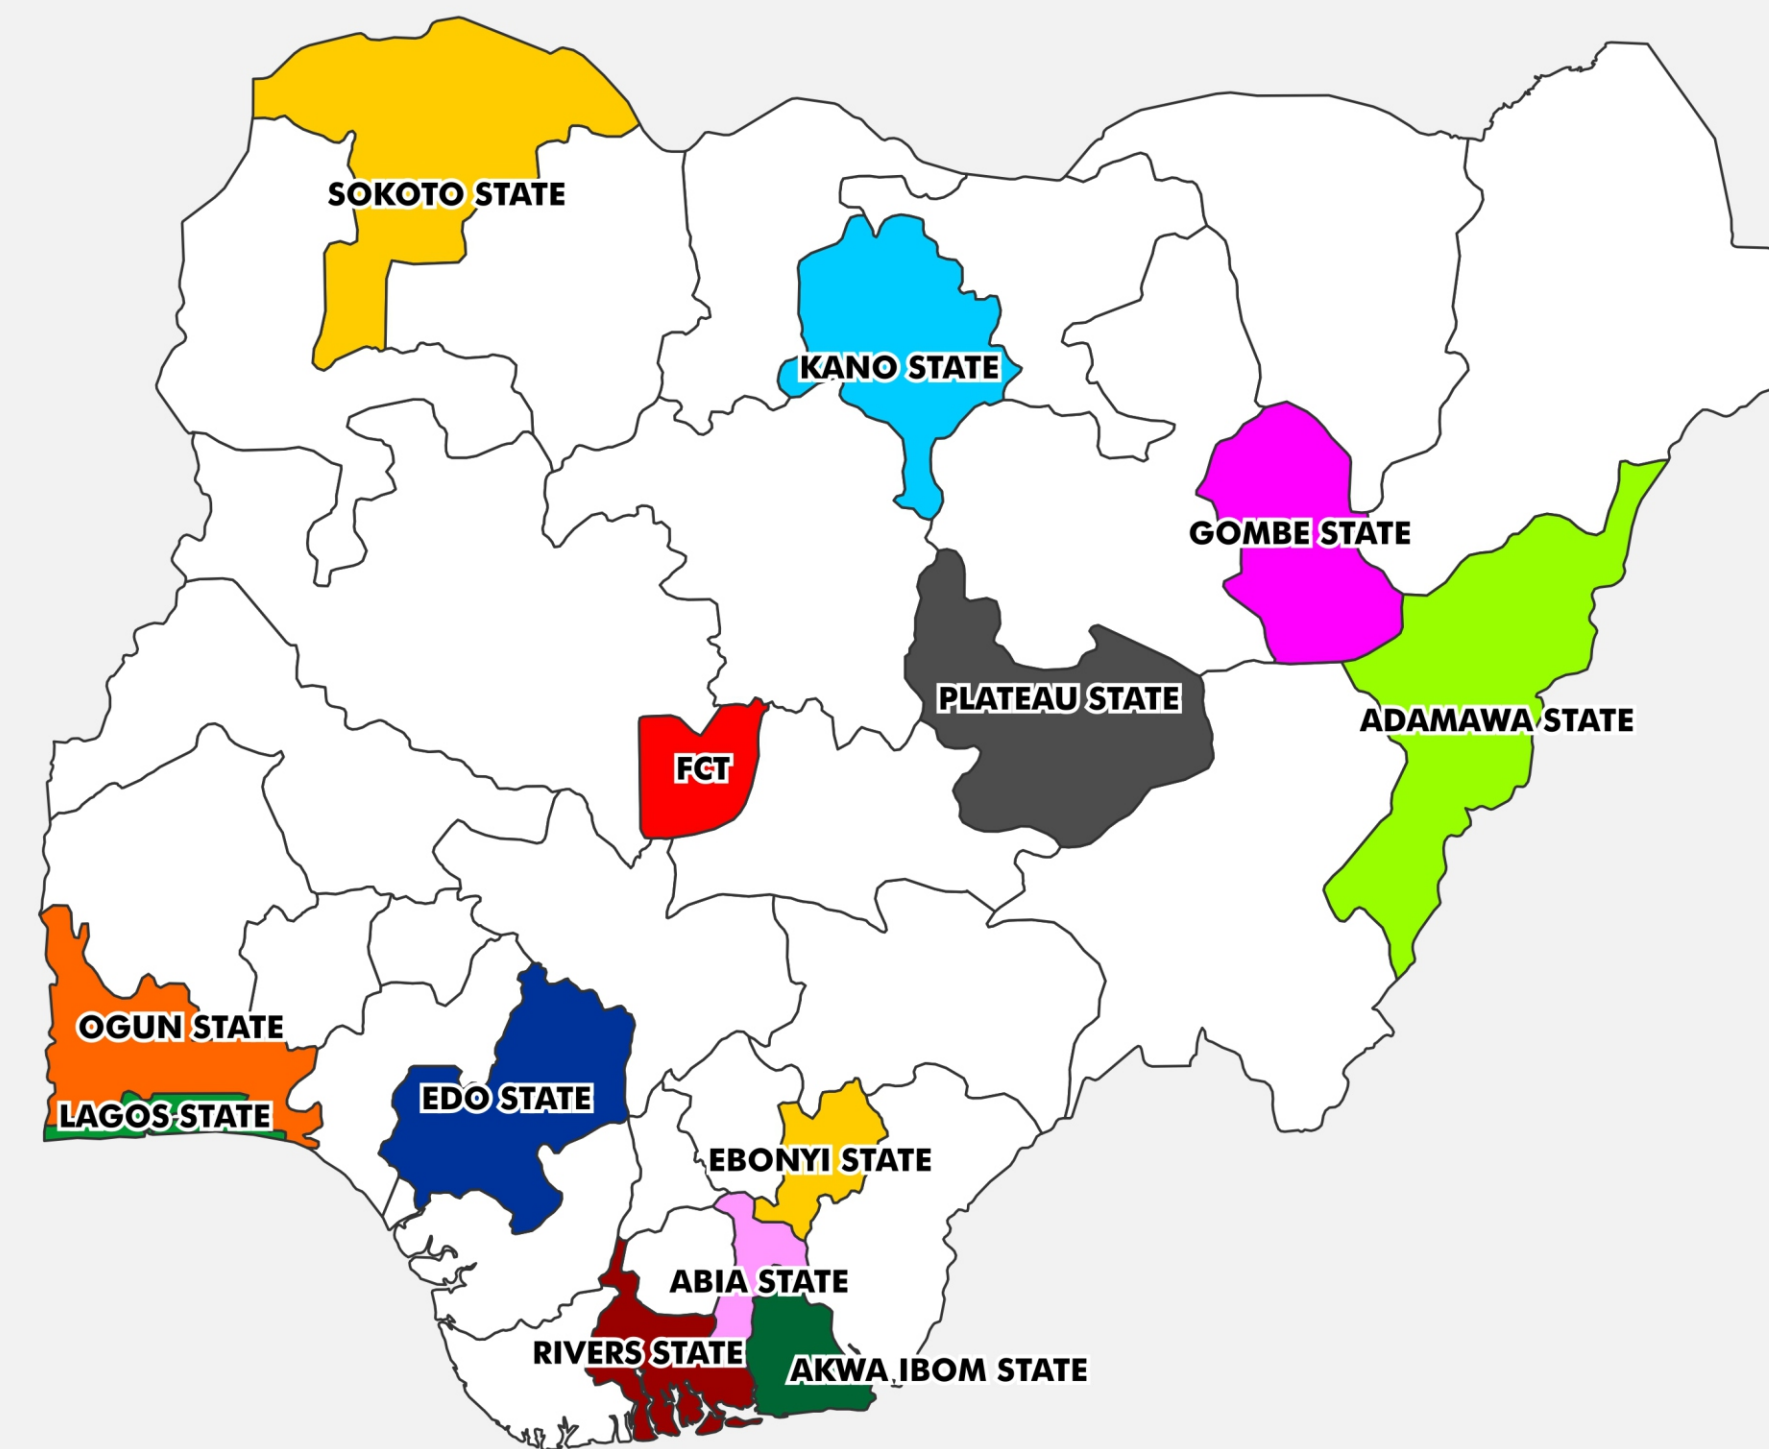 SOKOTO STATE
KANO STATE
GOMBE STATE
PLATEAU STATE
ADAMAWA STATE
FCT
OGUN STATE
LAGOS STATE
EDO STATE
EBONYI STATE
ABIA STATE
RIVERS STATE
AKWA IBOM STATE